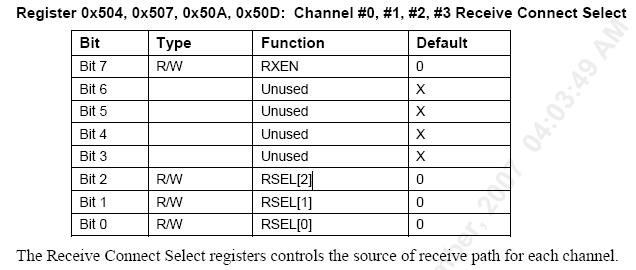 Register 0x504, 0x507, 0x50A, 0x50D: Channel #0, #1, #2, #3 Receive Connect Select
Bit Type Function Default
Bit 7 R/W RXEN 0
Bit 6 Unused X
Bit 5 Unused X
Bit 4 Unused X
Bit 3 Unused X
Bit 2 R/W RSEL[2] 0
Bit 1 R/W RSEL[1] 0
Bit 0 R/W RSEL[0] 0
The Receive Connect Select registers controls the source of receive path for each channel.
2007 04:03:49 AM